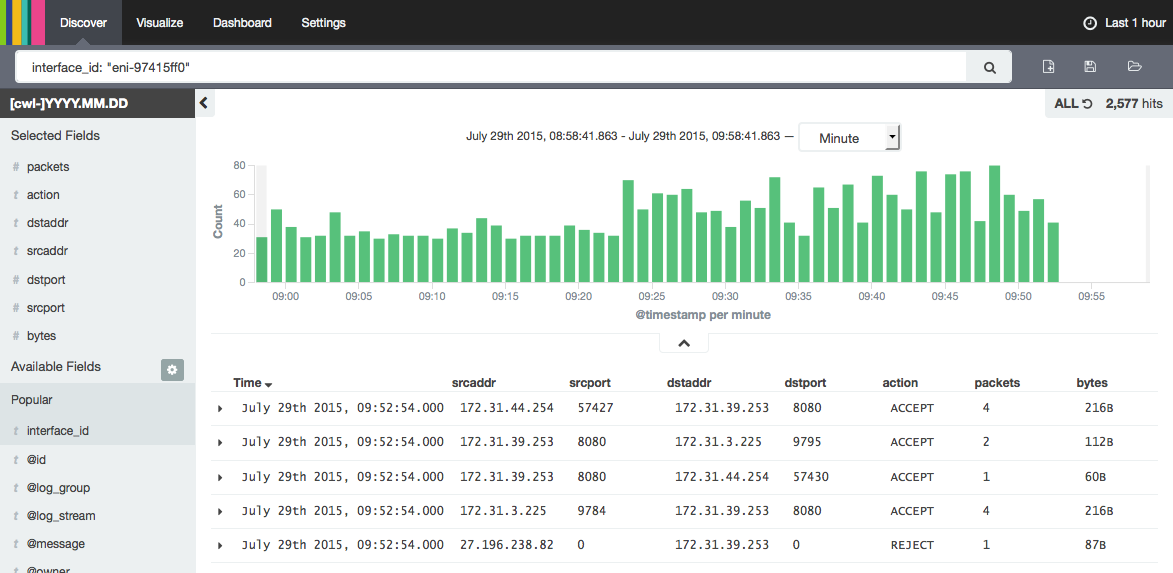 Discover Visualize Dashboard Settings Last 1 hour
interface_id: "eni-97415ff0"
[cwl-]YYYY.MM.DD ALL 2,577 hits
Selected Fields
# packets
t action
t dstaddr
t srcaddr
# dstport
# srcport
# bytes
Available Fields
Popular
t interface_id
t @id
t @log_group
t @log_stream
t @message
@owner
July 29th 2015, 08:58:41.863 - July 29th 2015, 09:58:41.863 — Minute
Count
80
60
40
20
0
09:00 09:05 09:10 09:15 09:20 09:25 09:30 09:35 09:40 09:45 09:50 09:55
@timestamp per minute
Time srcaddr srcport dstaddr dstport action packets bytes
July 29th 2015, 09:52:54.000 172.31.44.254 57427 172.31.39.253 8080 ACCEPT 4 216B
July 29th 2015, 09:52:54.000 172.31.39.253 8080 172.31.3.225 9795 ACCEPT 2 112B
July 29th 2015, 09:52:54.000 172.31.39.253 8080 172.31.44.254 57430 ACCEPT 1 60B
July 29th 2015, 09:52:54.000 172.31.3.225 9784 172.31.39.253 8080 ACCEPT 4 216B
July 29th 2015, 09:52:54.000 27.196.238.82 0 172.31.39.253 0 REJECT 1 87B